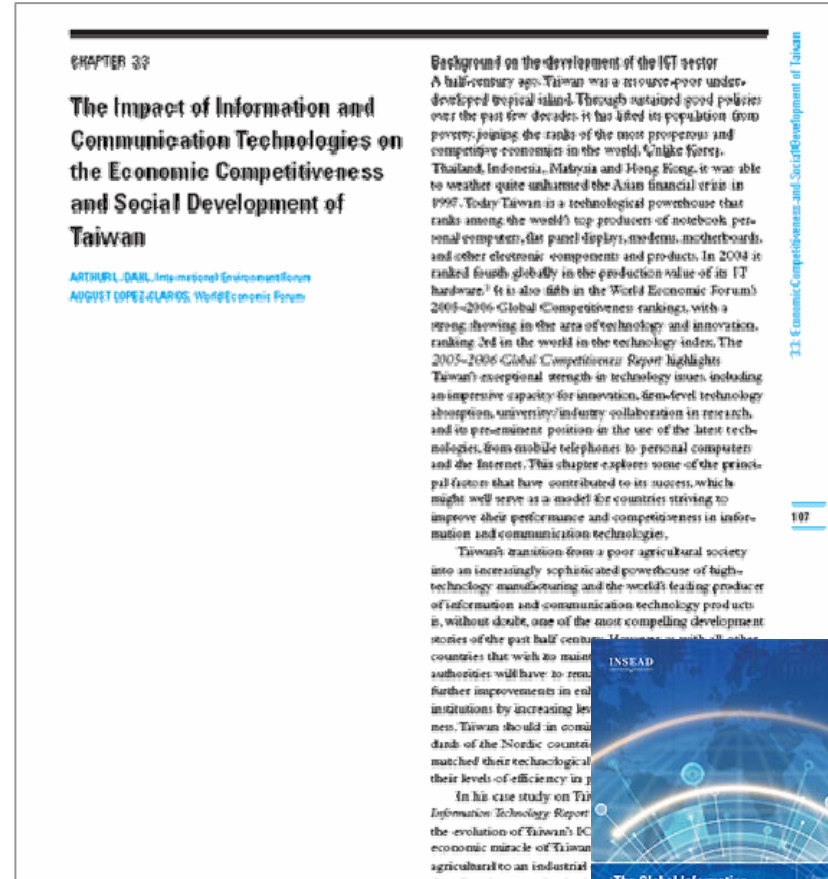 CHAPTER 3.3
The Impact of Information and
Communication Technologies on
the Economic Competitiveness
and Social Development of
Taiwan
ARTHUR L. DAHL, International Environment Forum
AUGUST LOPEZ-CLAROS, World Economic Forum
Background on the development of the ICT sector
A half-century ago, Taiwan was a resource-poor under-
developed tropical island. Through sustained good policies
over the past few decades it has lifted its population from
poverty, joining the ranks of the most prosperous and
competitive economies in the world. Unlike Korea,
Thailand, Indonesia, Malaysia and Hong Kong, it was able
to weather quite unharmed the Asian financial crisis in
1997. Today Taiwan is a technological powerhouse that
ranks among the world's top producers of notebook per-
sonal computers, flat panel displays, modems, motherboards,
and other electronic components and products. In 2004 it
ranked fourth globally in the production value of its IT
hardware.¹ It is also fifth in the World Economic Forum's
2005–2006 Global Competitiveness rankings, with a
strong showing in the area of technology and innovation,
ranking 3rd in the world in the technology index. The
2005–2006 Global Competitiveness Report highlights
Taiwan's exceptional strength in technology issues, including
an impressive capacity for innovation, firm-level technology
absorption, university/industry collaboration in research,
and its pre-eminent position in the use of the latest tech-
nologies, from mobile telephones to personal computers
and the Internet. This chapter explores some of the princi-
pal factors that have contributed to its success, which
might well serve as a model for countries striving to
improve their performance and competitiveness in infor-
mation and communication technologies.
Taiwan's transition from a poor agricultural society
into an increasingly sophisticated powerhouse of high-
technology manufacturing and the world's leading producer
of information and communication technology products
is, without doubt, one of the most compelling development
stories of the past half century. However, as with all other
countries that wish to
authorities will have to
further improvements in
institutions by increasing
ness. Taiwan should in
dards of the Nordic
matched their technological
their levels of efficiency in
In his case study on
Information Technology Report
the evolution of Taiwan's
economic miracle of Taiwan
agricultural to an industrial
3.3: Economic Competitiveness and Social Development of Taiwan
107
INSEAD
The Global Information